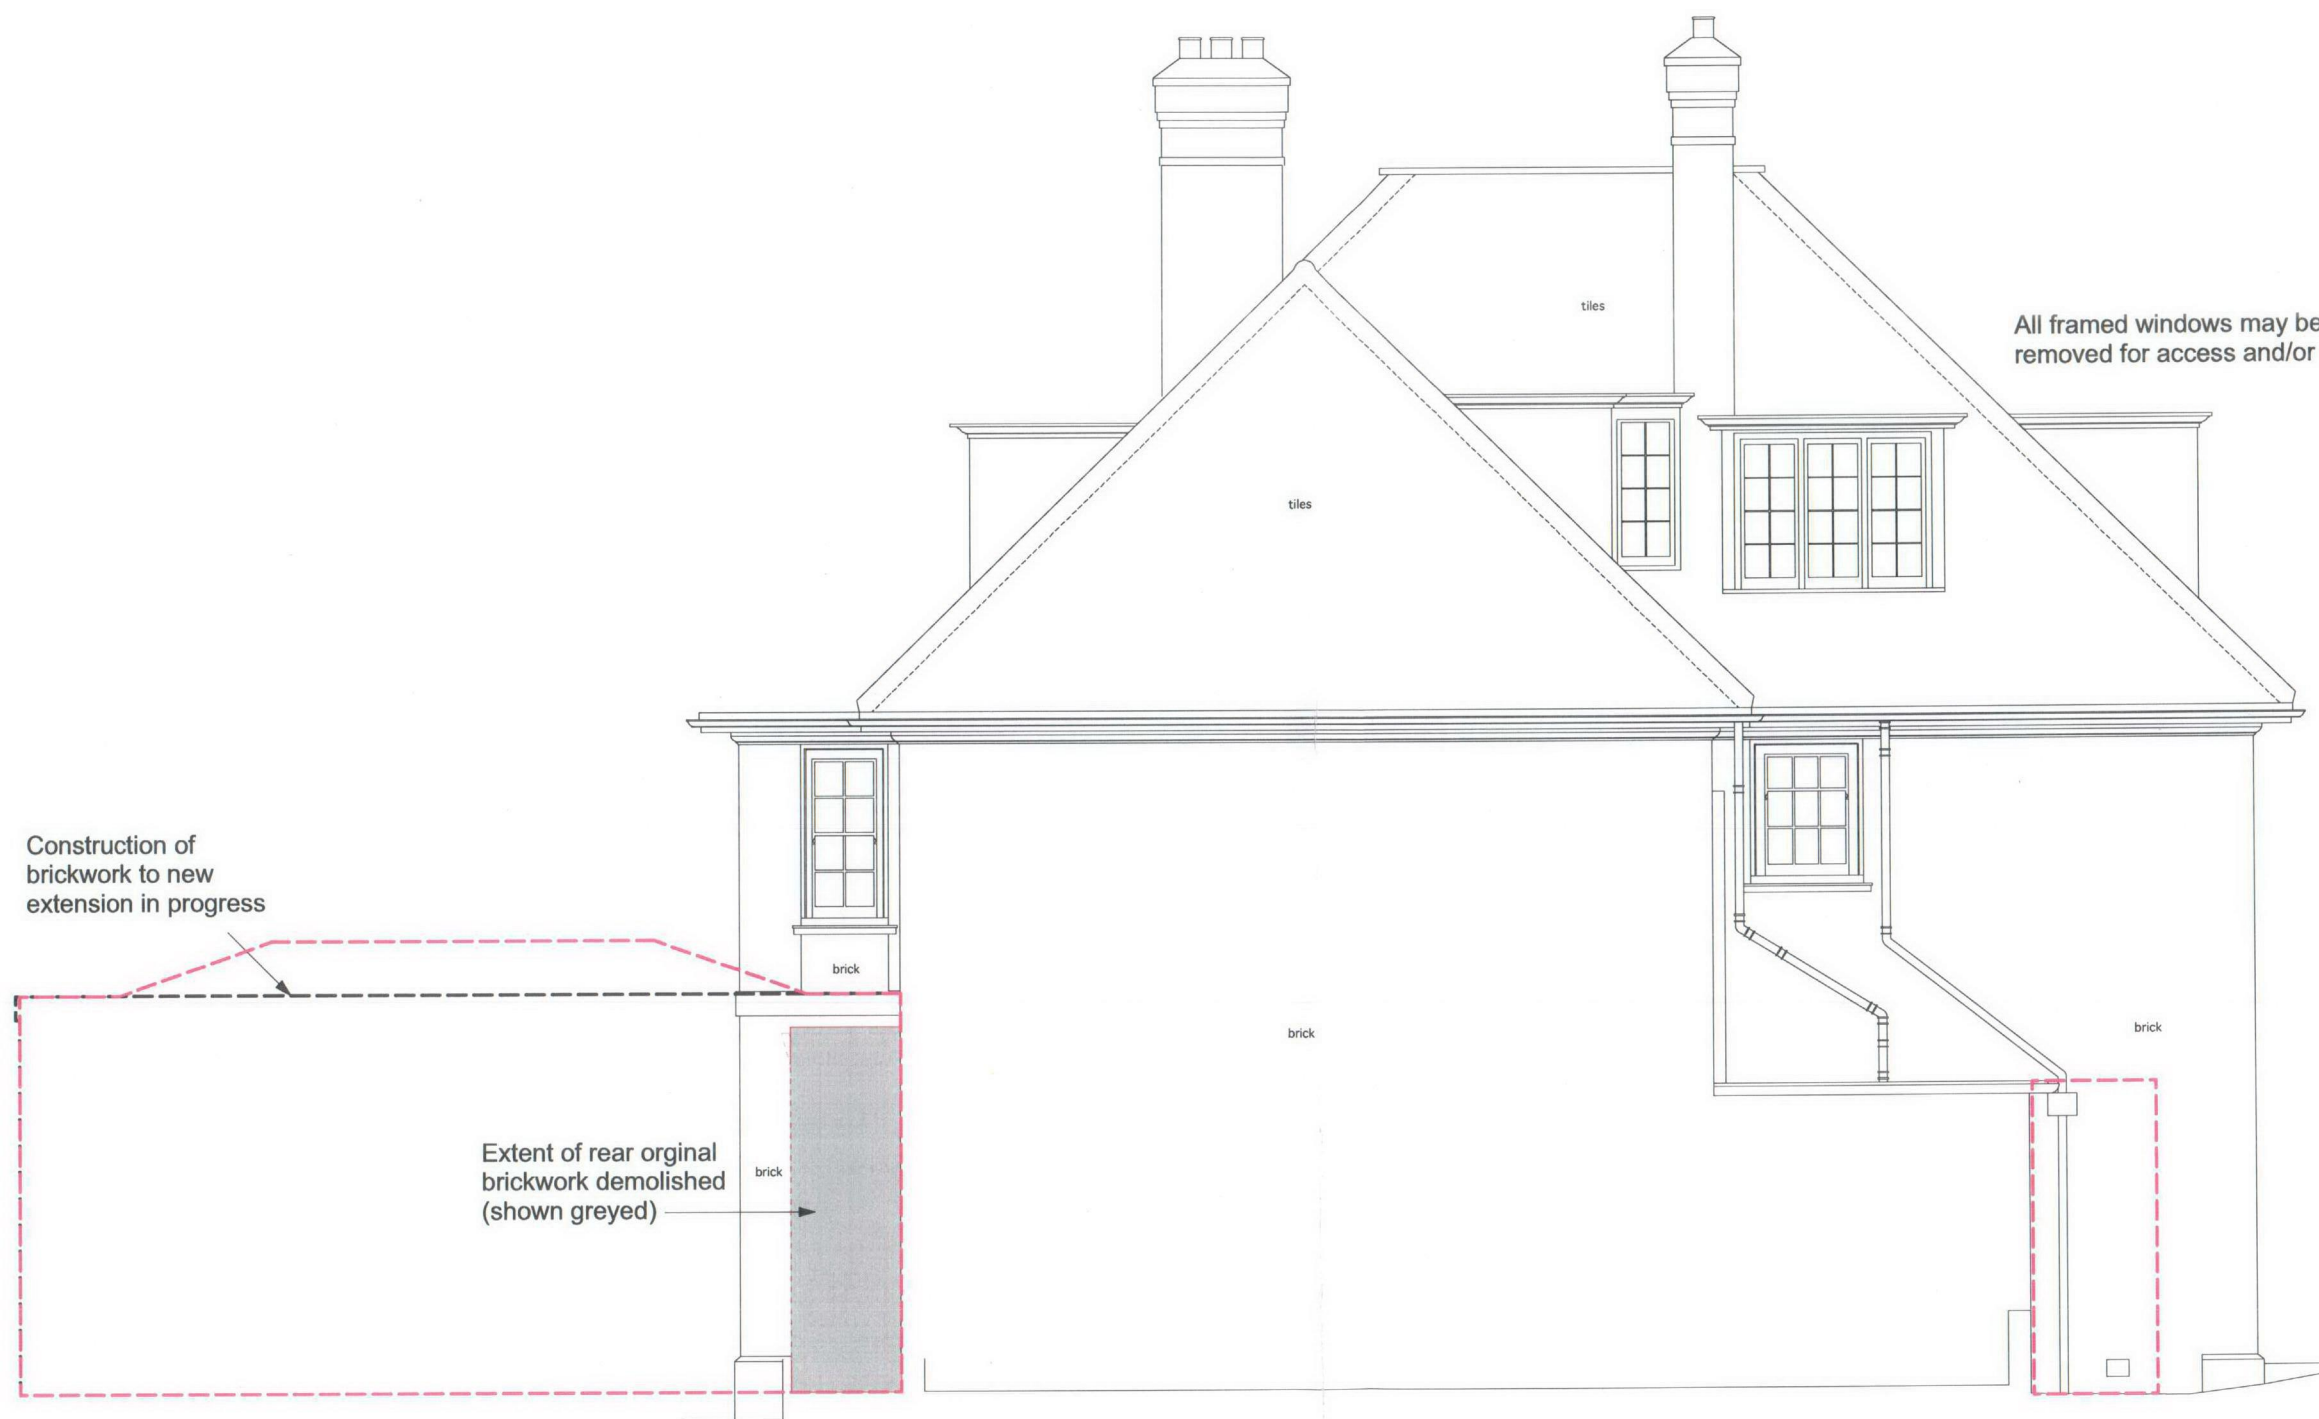 tiles
All framed windows may be
removed for access and/or
tiles
Construction of
brickwork to new
extension in progress
brick
brick
brick
Extent of rear orginal
brickwork demolished
(shown greyed)
brick